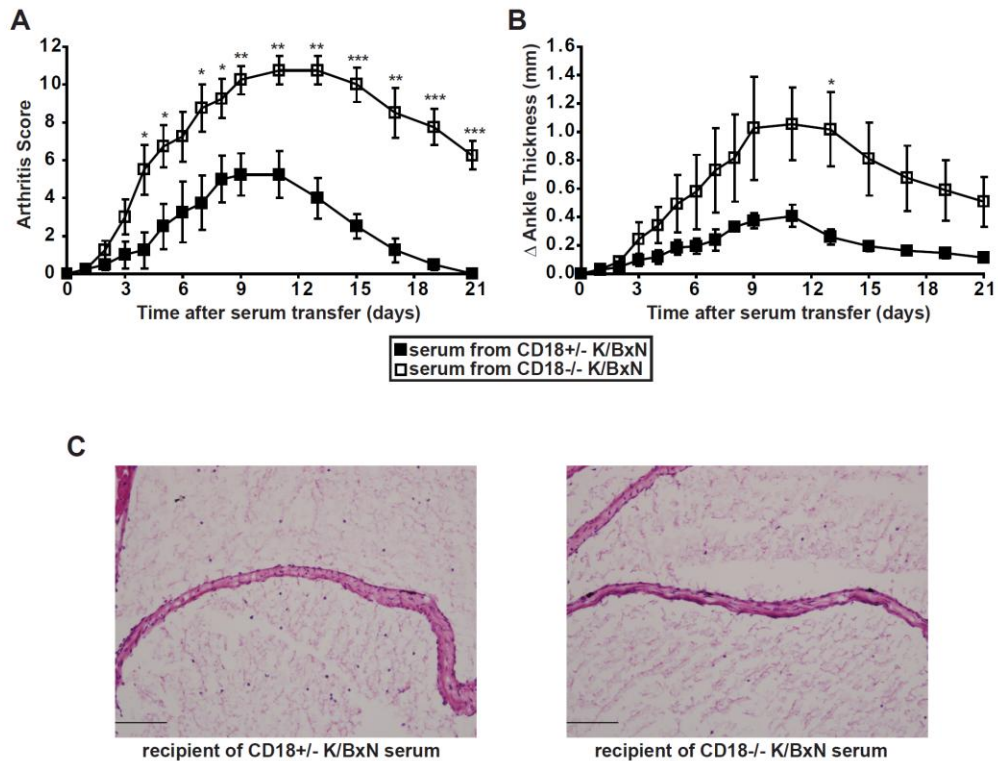 A
Arthritis Score
12
10
8
6
4
2
0
* * * * ** ** ** *** ** *** ***
0 3 6 9 12 15 18 21
Time after serum transfer (days)
B
Δ Ankle Thickness (mm)
1.6
1.4
1.2
1.0
0.8
0.6
0.4
0.2
0.0
*
0 3 6 9 12 15 18 21
Time after serum transfer (days)
serum from CD18+/- K/BxN
serum from CD18-/- K/BxN
C
recipient of CD18+/- K/BxN serum
recipient of CD18-/- K/BxN serum